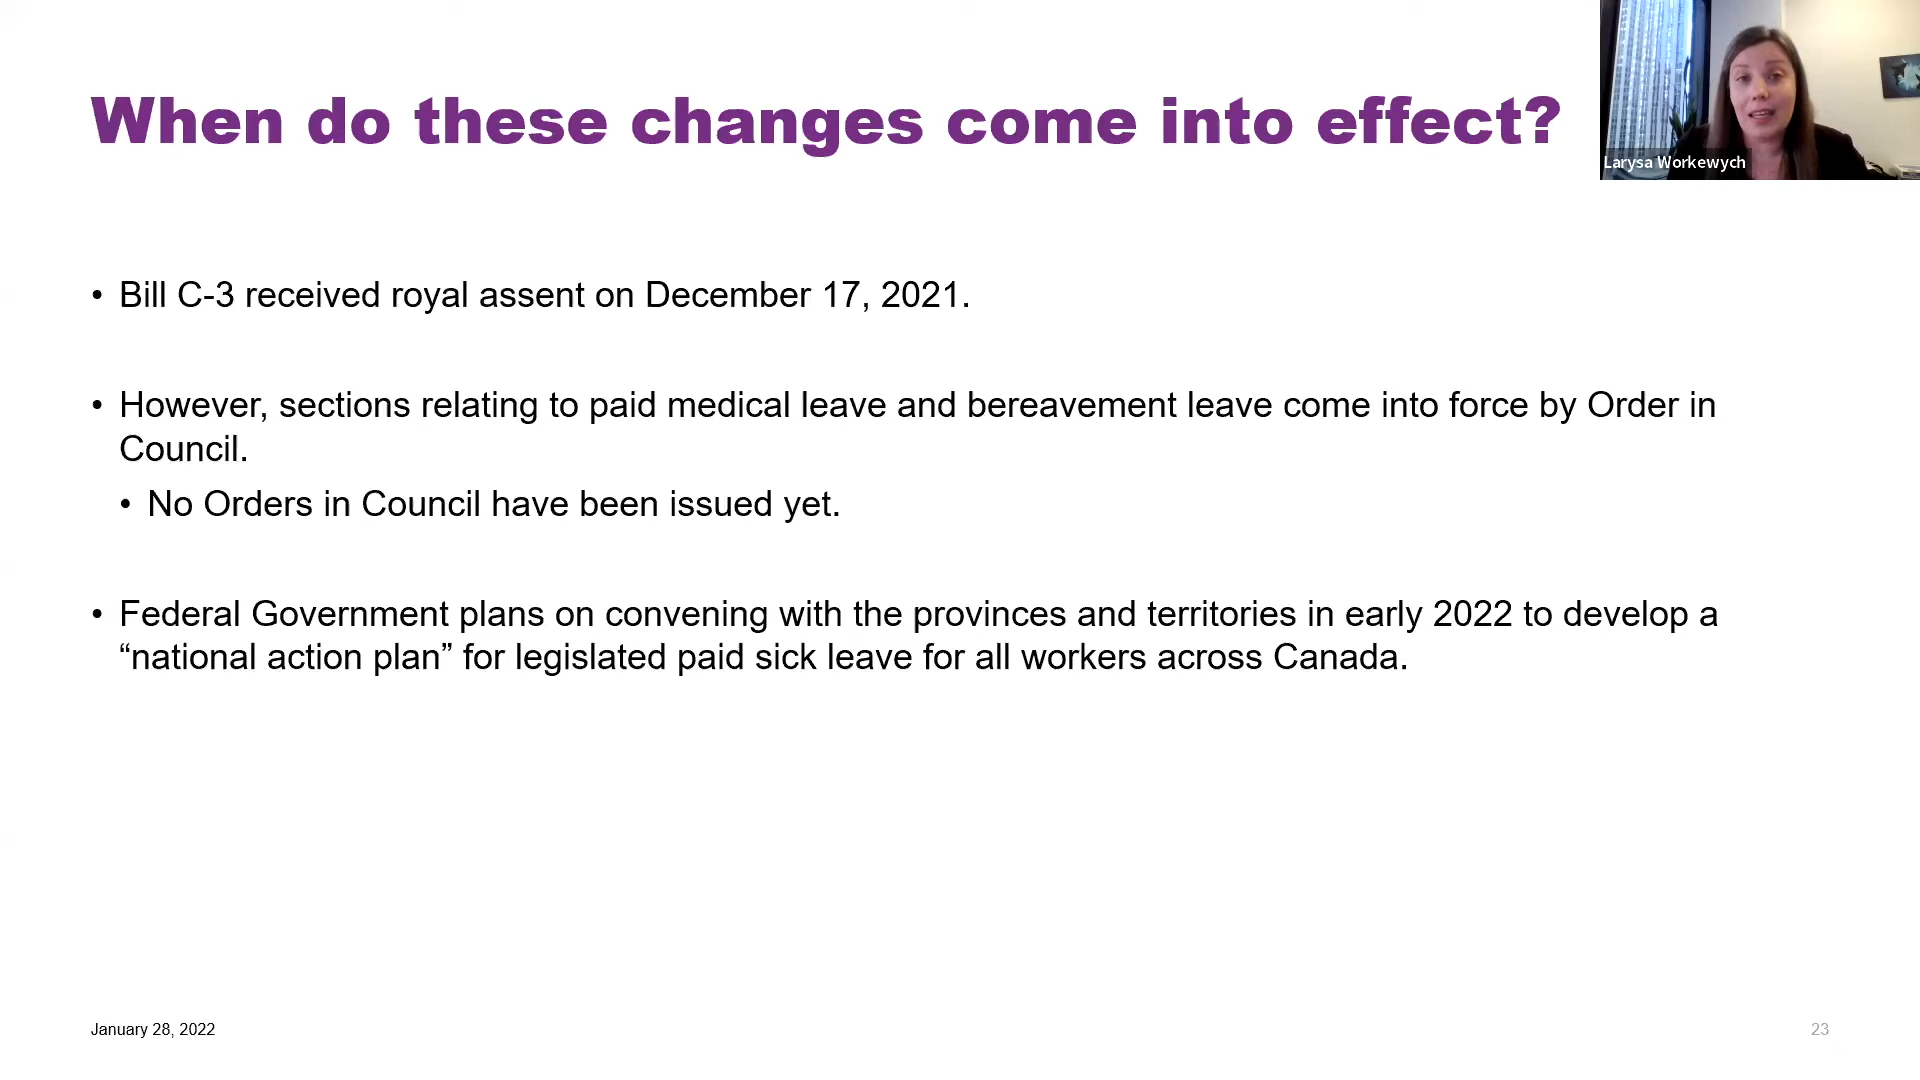 When do these changes come into effect?
Larysa Workewych
• Bill C-3 received royal assent on December 17, 2021.
• However, sections relating to paid medical leave and bereavement leave come into force by Order in
Council.
• No Orders in Council have been issued yet.
• Federal Government plans on convening with the provinces and territories in early 2022 to develop a
“national action plan” for legislated paid sick leave for all workers across Canada.
January 28, 2022
23